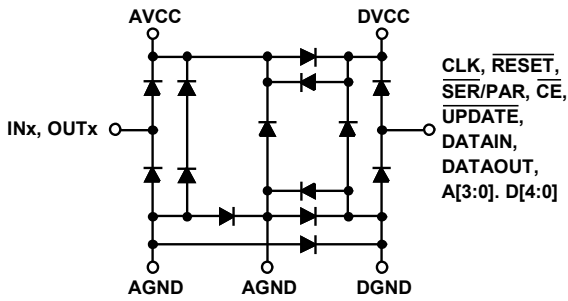 AVCC
DVCC
CLK, RESET,
SER/PAR, CE,
INx, OUTx
UPDATE,
DATAIN,
DATAOUT,
A[3:0]. D[4:0]
AGND
AGND
DGND